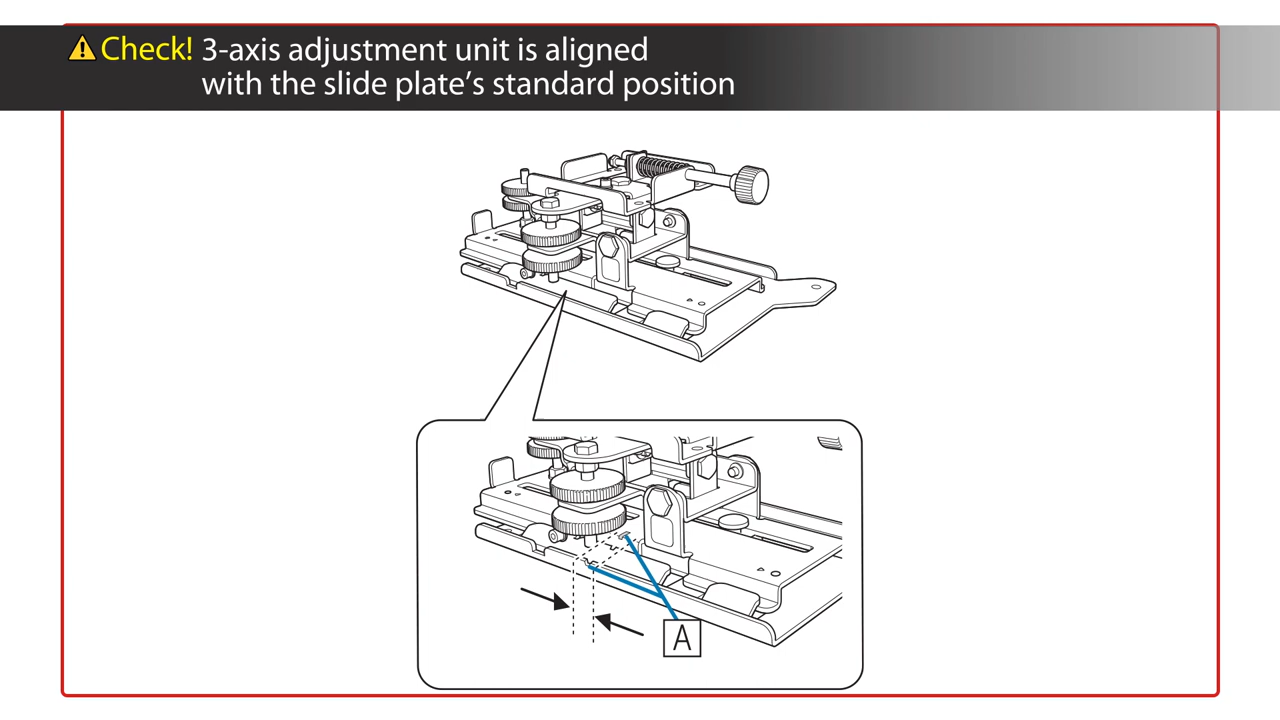 Check! 3-axis adjustment unit is aligned
with the slide plate’s standard position
A